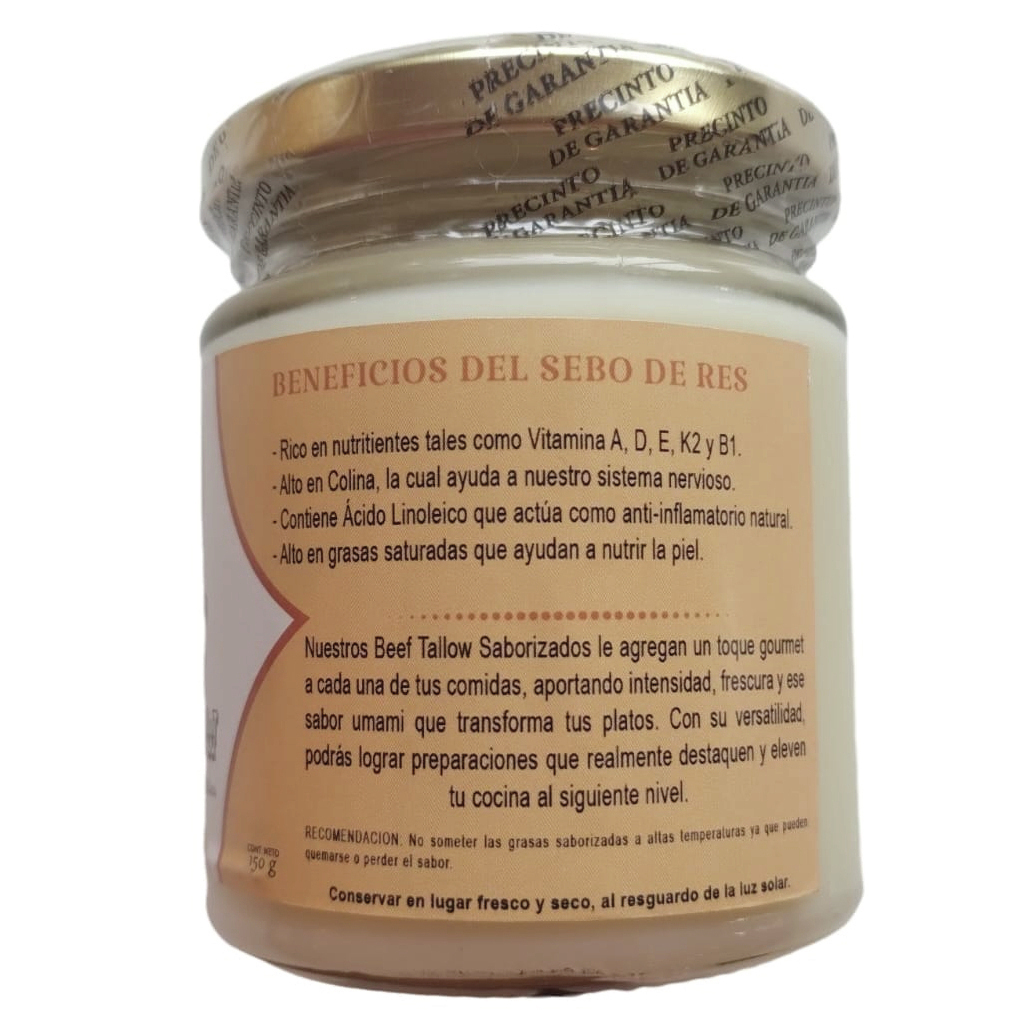 PRECINTO
DE GARANTIA
PRECINTO
DE GARANTIA
PRECINTO
DE GARANTIA
PRECINTO
DE GARANTIA
BENEFICIOS DEL SEBO DE RES
- Rico en nutritientes tales como Vitamina A, D, E, K2 y B1.
- Alto en Colina, la cual ayuda a nuestro sistema nervioso.
- Contiene Ácido Linoleico que actúa como anti-inflamatorio natural.
- Alto en grasas saturadas que ayudan a nutrir la piel.
Nuestros Beef Tallow Saborizados le agregan un toque gourmet
a cada una de tus comidas, aportando intensidad, frescura y ese
sabor umami que transforma tus platos. Con su versatilidad,
podrás lograr preparaciones que realmente destaquen y eleven
tu cocina al siguiente nivel.
RECOMENDACION: No someter las grasas saborizadas a altas temperaturas ya que pueden
quemarse o perder el sabor.
CONT. NETO
150 g
Conservar en lugar fresco y seco, al resguardo de la luz solar.